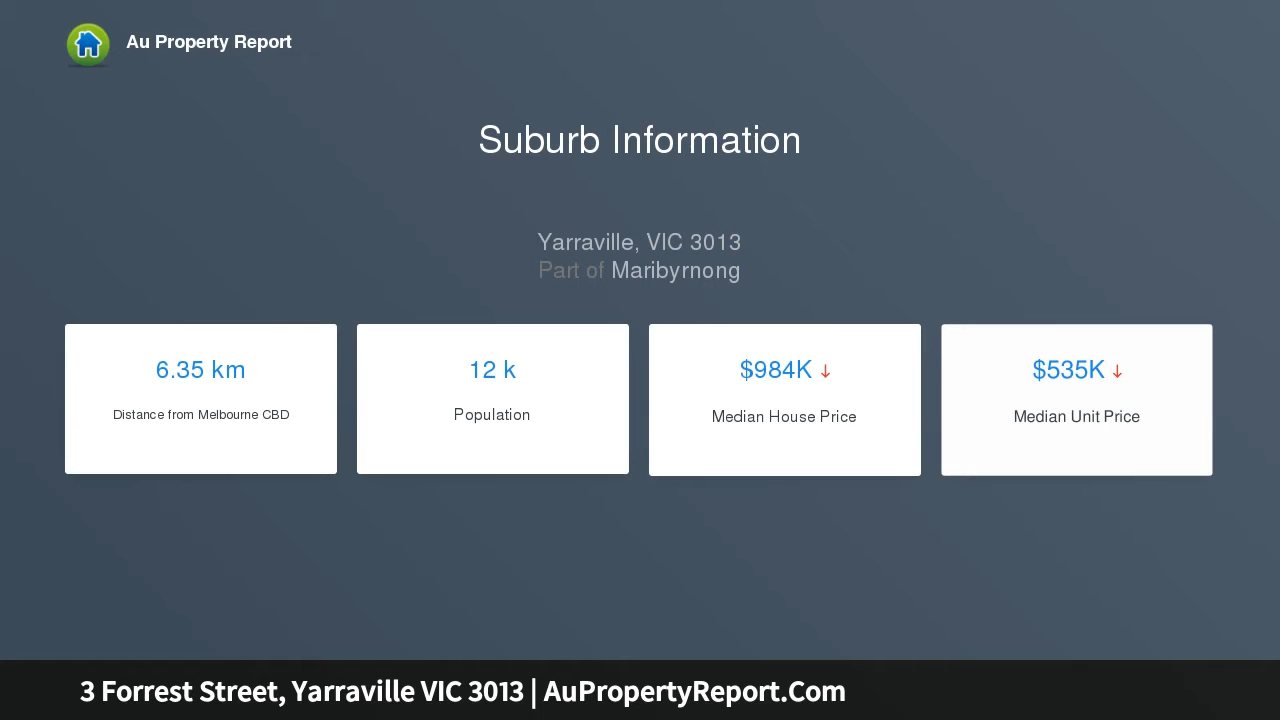 Au Property Report
Suburb Information
Yarraville, VIC 3013
Part of Maribyrnong
6.35 km
Distance from Melbourne CBD
12 k
Population
$984K ↓
Median House Price
$535K ↓
Median Unit Price
3 Forrest Street, Yarraville VIC 3013 | AuPropertyReport.Com